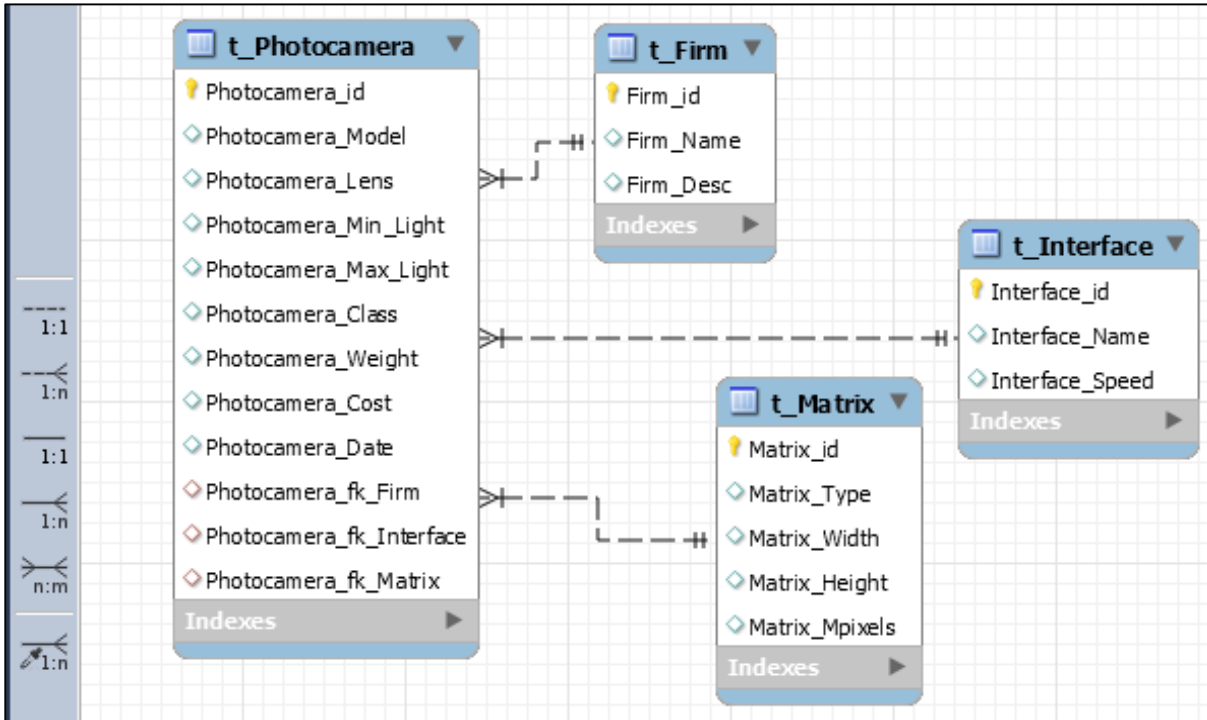 t_Photocamera
Photocamera_id
Photocamera_Model
Photocamera_Lens
Photocamera_Min_Light
Photocamera_Max_Light
Photocamera_Class
Photocamera_Weight
Photocamera_Cost
Photocamera_Date
Photocamera_fk_Firm
Photocamera_fk_Interface
Photocamera_fk_Matrix
Indexes
t_Firm
Firm_id
Firm_Name
Firm_Desc
Indexes
t_Interface
Interface_id
Interface_Name
Interface_Speed
Indexes
t_Matrix
Matrix_id
Matrix_Type
Matrix_Width
Matrix_Height
Matrix_Mpixels
Indexes
1:1
1:n
1:1
1:n
n:m
1:n